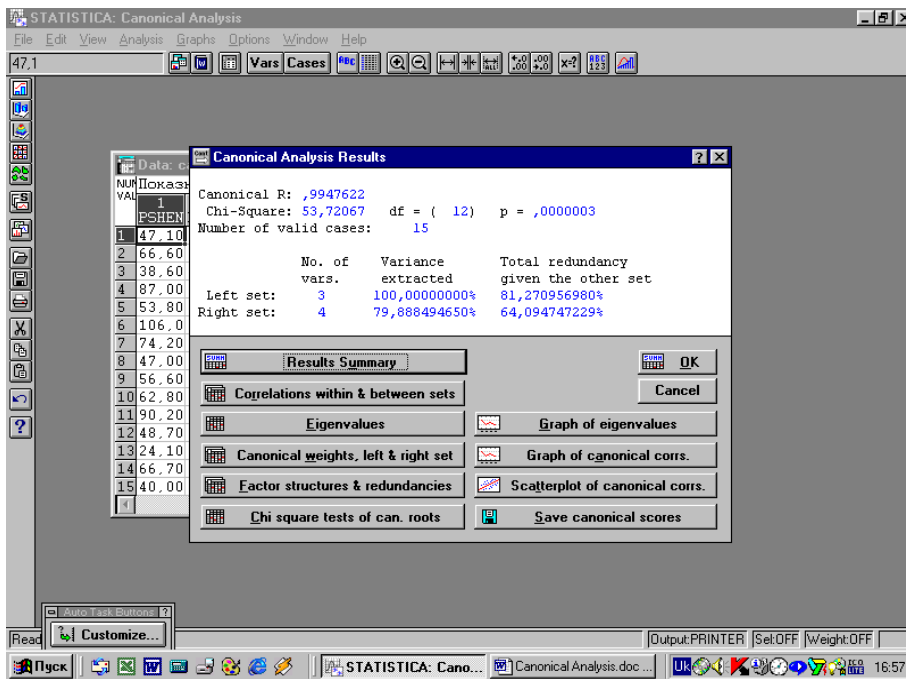 STATISTICA: Canonical Analysis
File Edit View Analysis Graphs Options Window Help
47,1
Vars Cases
ABC
ALL
x=?
ABC 123
Data: c
NUM VAL
Показ
1
PSHEN
1 47,10
2 66,60
3 38,60
4 87,00
5 53,80
6 106,0
7 74,20
8 47,00
9 56,60
10 62,80
11 90,20
12 48,70
13 24,10
14 66,70
15 40,00
Canonical Analysis Results
Canonical R: ,9947622
Chi-Square: 53,72067 df = ( 12) p = ,0000003
Number of valid cases: 15
No. of vars. Variance extracted Total redundancy given the other set
Left set: 3 100,00000000% 81,270956980%
Right set: 4 79,888494650% 64,094747229%
Results Summary
OK
Correlations within & between sets
Cancel
Eigenvalues
Graph of eigenvalues
Canonical weights, left & right set
Graph of canonical corrs.
Factor structures & redundancies
Scatterplot of canonical corrs.
Chi square tests of can. roots
Save canonical scores
Auto Task Buttons
Customize...
Read
Output:PRINTER Sel:OFF Weight:OFF
Пуск
STATISTICA: Cano...
Canonical Analysis.doc ...
Uk
16:57